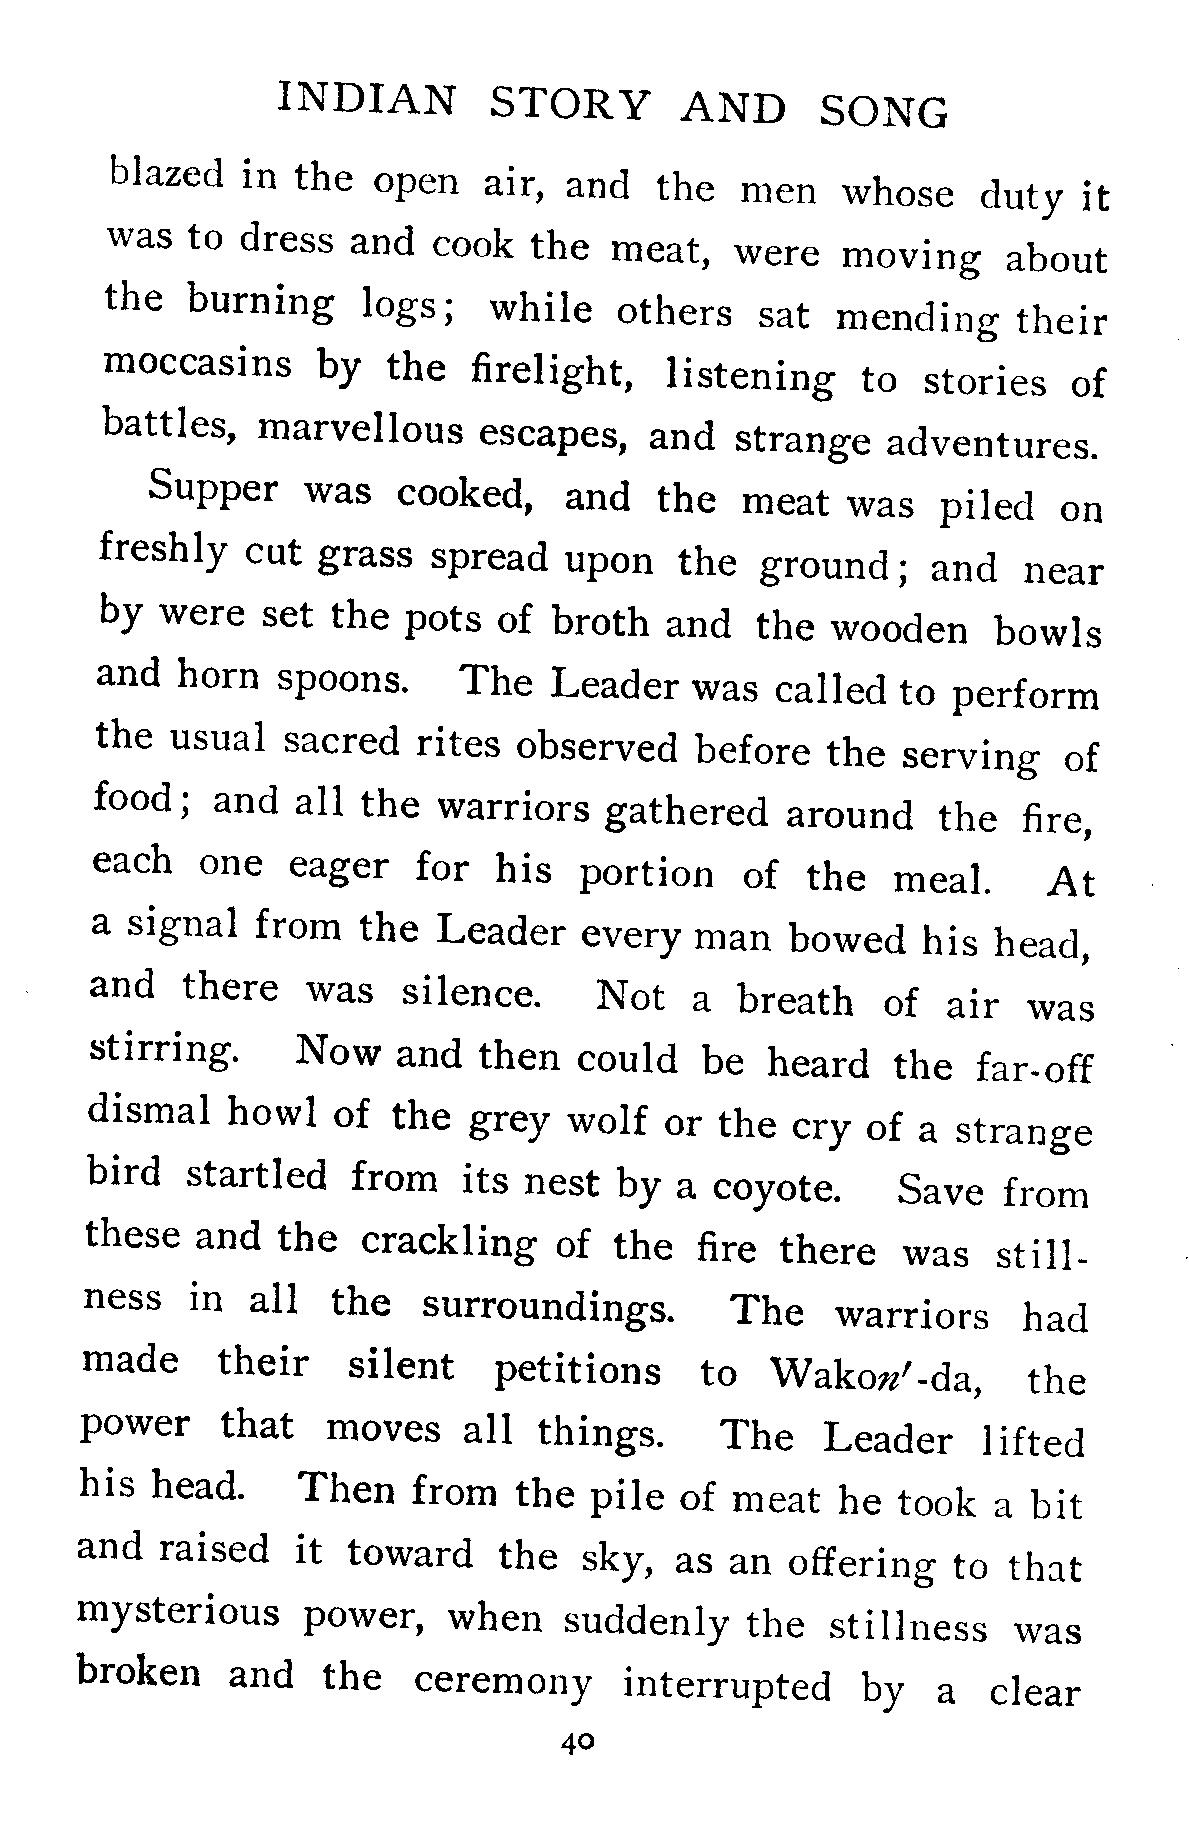 INDIAN STORY AND SONG
blazed in the open air, and the men whose duty it
was to dress and cook the meat, were moving about
the burning logs; while others sat mending their
moccasins by the firelight, listening to stories of
battles, marvellous escapes, and strange adventures.
Supper was cooked, and the meat was piled on
freshly cut grass spread upon the ground; and near
by were set the pots of broth and the wooden bowls
and horn spoons. The Leader was called to perform
the usual sacred rites observed before the serving of
food; and all the warriors gathered around the fire,
each one eager for his portion of the meal. At
a signal from the Leader every man bowed his head,
and there was silence. Not a breath of air was
stirring. Now and then could be heard the far-off
dismal howl of the grey wolf or the cry of a strange
bird startled from its nest by a coyote. Save from
these and the crackling of the fire there was still-
ness in all the surroundings. The warriors had
made their silent petitions to Wakon'-da, the
power that moves all things. The Leader lifted
his head. Then from the pile of meat he took a bit
and raised it toward the sky, as an offering to that
mysterious power, when suddenly the stillness was
broken and the ceremony interrupted by a clear
40